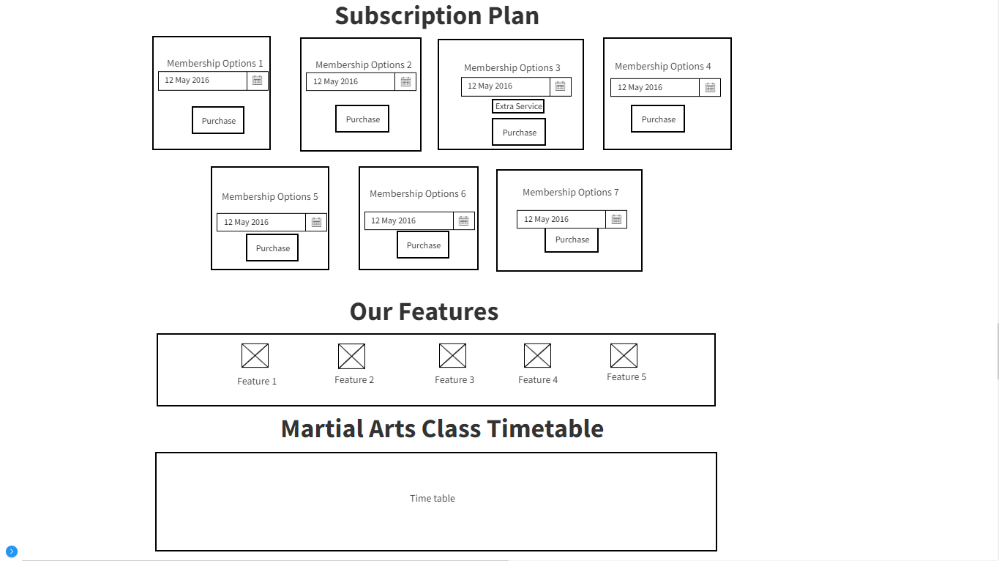 Subscription Plan
Membership Options 1
12 May 2016
Purchase
Membership Options 2
12 May 2016
Purchase
Membership Options 3
12 May 2016
Extra Service
Purchase
Membership Options 4
12 May 2016
Purchase
Membership Options 5
12 May 2016
Purchase
Membership Options 6
12 May 2016
Purchase
Membership Options 7
12 May 2016
Purchase
Our Features
Feature 1
Feature 2
Feature 3
Feature 4
Feature 5
Martial Arts Class Timetable
Time table